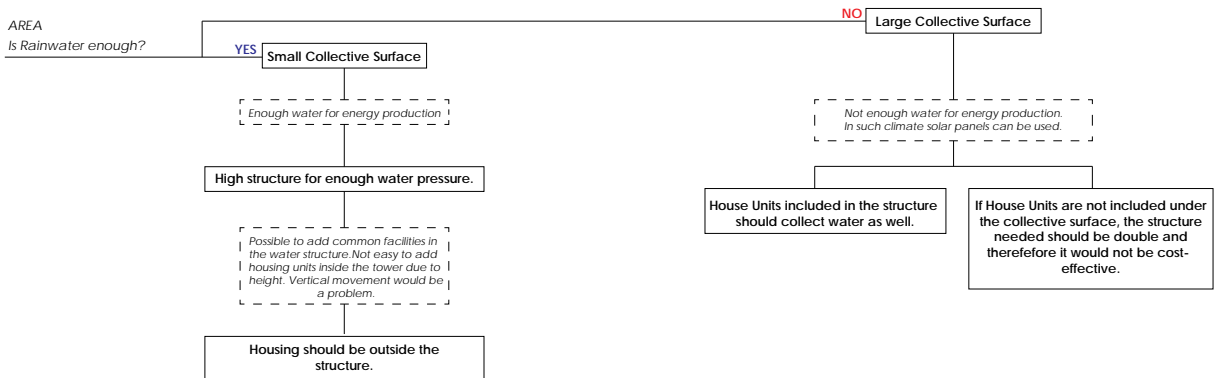 AREA
Is Rainwater enough?
YES
Small Collective Surface
Enough water for energy production
High structure for enough water pressure.
Possible to add common facilities in
the water structure.Not easy to add
housing units inside the tower due to
height. Vertical movement would be
a problem.
Housing should be outside the
structure.
NO
Large Collective Surface
Not enough water for energy production.
In such climate solar panels can be used.
House Units included in the structure
should collect water as well.
If House Units are not included under
the collective surface, the structure
needed should be double and
therefefore it would not be cost-
effective.